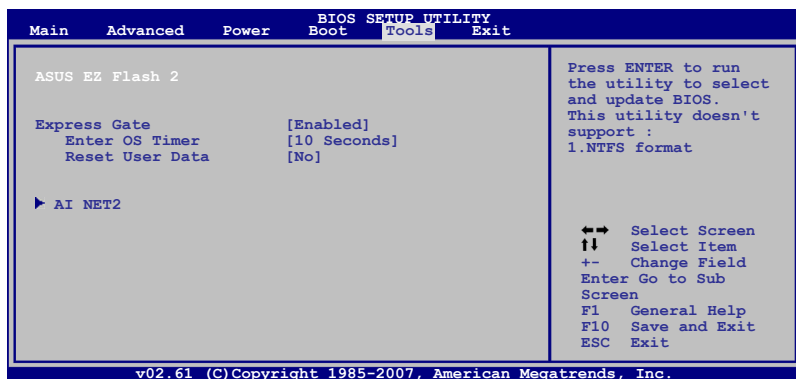 BIOS SETUP UTILITY
Main Advanced Power Boot Tools Exit
ASUS EZ Flash 2
Express Gate [Enabled]
Enter OS Timer [10 Seconds]
Reset User Data [No]
AI NET2
Press ENTER to run
the utility to select
and update BIOS.
This utility doesn't
support :
1.NTFS format
Select Screen
Select Item
+- Change Field
Enter Go to Sub
Screen
F1 General Help
F10 Save and Exit
ESC Exit
v02.61 (C)Copyright 1985-2007, American Megatrends, Inc.